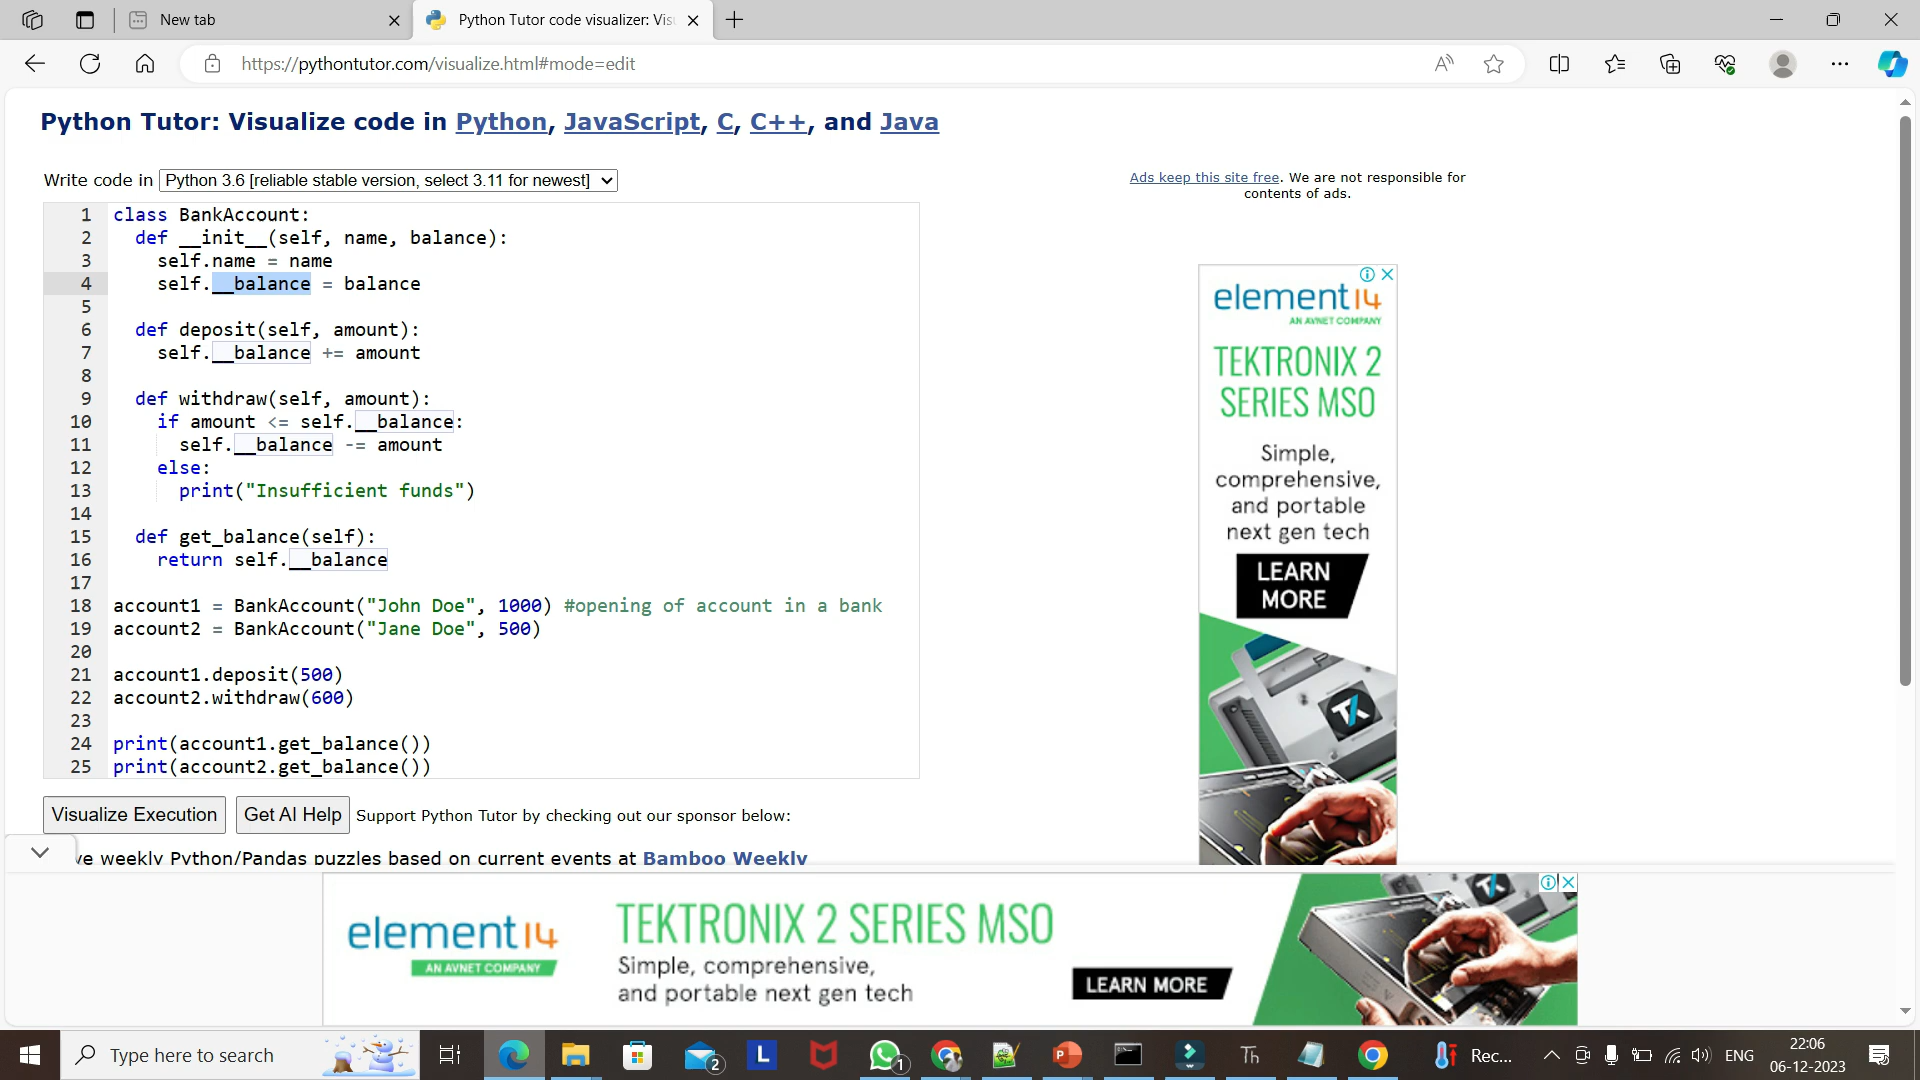 New tab
Python Tutor code visualizer: Vis
https://pythontutor.com/visualize.html#mode=edit
Python Tutor: Visualize code in Python, JavaScript, C, C++, and Java
Write code in Python 3.6 [reliable stable version, select 3.11 for newest]
Ads keep this site free. We are not responsible for
contents of ads.
1 class BankAccount:
2 def __init__(self, name, balance):
3 self.name = name
4 self.__balance = balance
5
6 def deposit(self, amount):
7 self.__balance += amount
8
9 def withdraw(self, amount):
10 if amount <= self.__balance:
11 self.__balance -= amount
12 else:
13 print("Insufficient funds")
14
15 def get_balance(self):
16 return self.__balance
17
18 account1 = BankAccount("John Doe", 1000) #opening of account in a bank
19 account2 = BankAccount("Jane Doe", 500)
20
21 account1.deposit(500)
22 account2.withdraw(600)
23
24 print(account1.get_balance())
25 print(account2.get_balance())
element14
AN AVNET COMPANY
TEKTRONIX 2
SERIES MSO
Simple,
comprehensive,
and portable
next gen tech
LEARN
MORE
Visualize Execution Get AI Help Support Python Tutor by checking out our sponsor below:
ve weekly Python/Pandas puzzles based on current events at Bamboo Weekly
element14
AN AVNET COMPANY
TEKTRONIX 2 SERIES MSO
Simple, comprehensive,
and portable next gen tech
LEARN MORE
Type here to search
2
L
1
P
Th
Rec...
ENG
22:06
06-12-2023